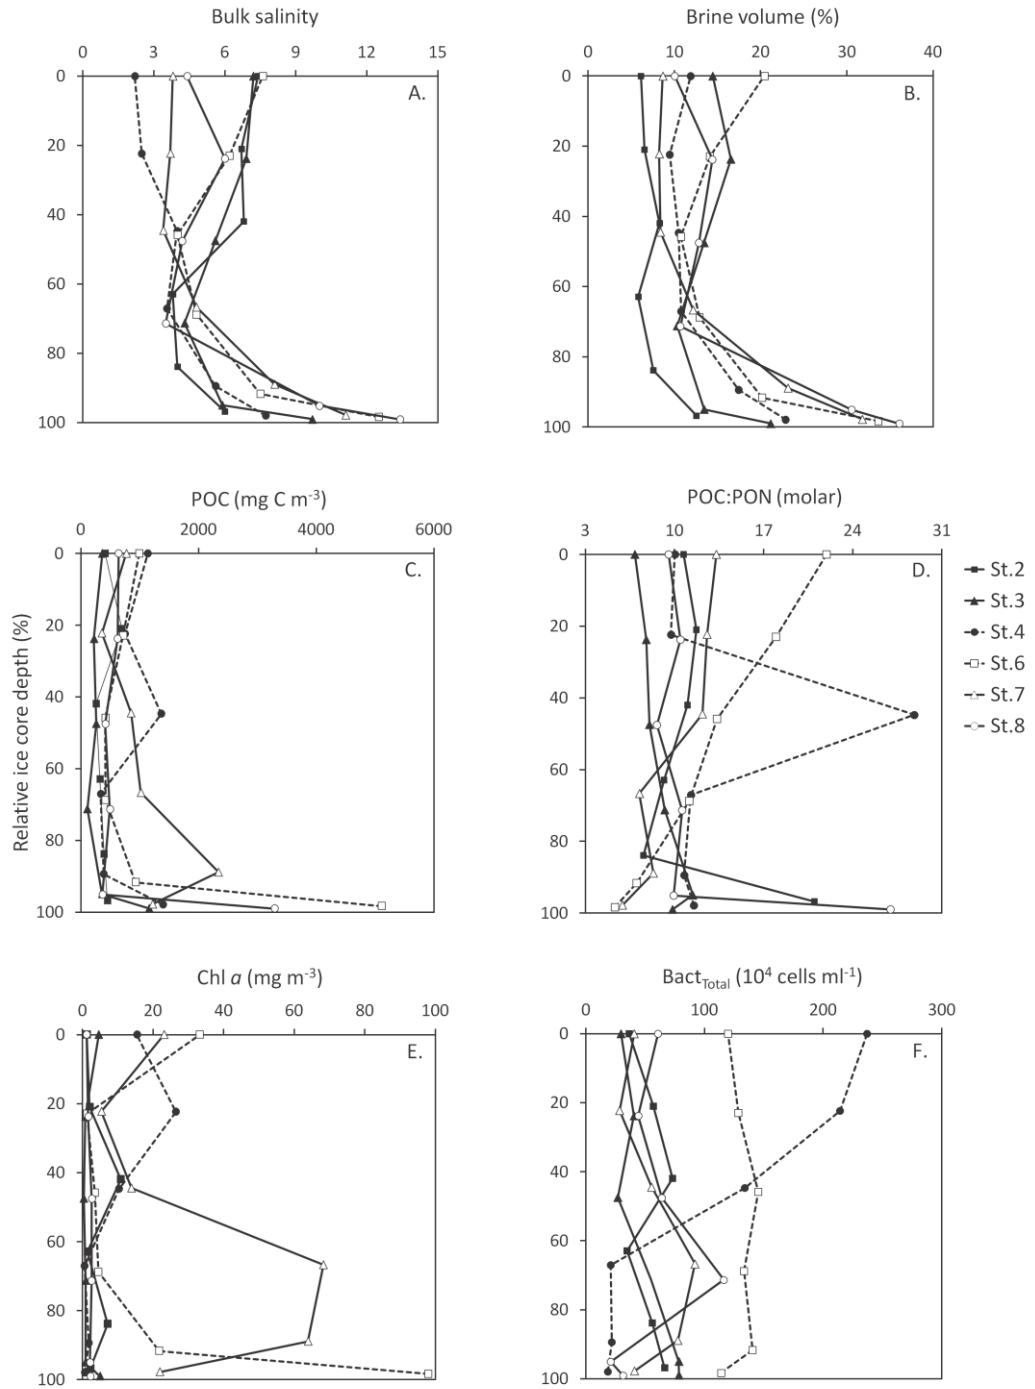 Bulk salinity
0 3 6 9 12 15
0
20
40
60
80
100
A.
Brine volume (%)
0 10 20 30 40
0
20
40
60
80
100
B.
POC (mg C m⁻³)
0 2000 4000 6000
0
20
40
60
80
100
C.
Relative ice core depth (%)
POC:PON (molar)
3 10 17 24 31
0
20
40
60
80
100
D.
St.2
St.3
St.4
St.6
St.7
St.8
Chl a (mg m⁻³)
0 20 40 60 80 100
0
20
40
60
80
100
E.
Bact_Total (10⁴ cells ml⁻¹)
0 100 200 300
0
20
40
60
80
100
F.